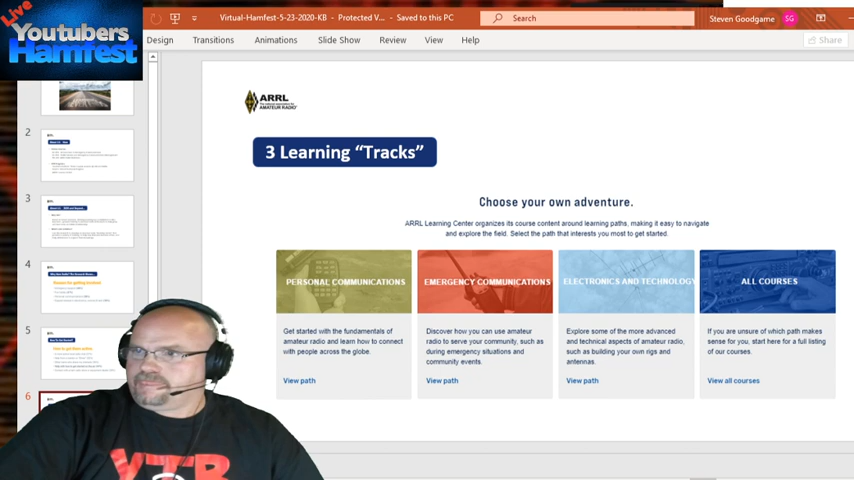 Live
Youtubers
Hamfest
Virtual-Hamfest-5-23-2020-KB - Protected V... - Saved to this PC
Search
Steven Goodgame
SG
Design Transitions Animations Slide Show Review View Help
Share
2
3
4
5
6
ARRL
AMATEUR RADIO
3 Learning “Tracks”
Choose your own adventure.
ARRL Learning Center organizes its course content around learning paths, making it easy to navigate
and explore the field. Select the path that interests you most to get started.
PERSONAL COMMUNICATIONS
Get started with the fundamentals of
amateur radio and learn how to connect
with people across the globe.
View path
EMERGENCY COMMUNICATIONS
Discover how you can use amateur
radio to serve your community, such as
during emergency situations and
community events.
View path
ELECTRONICS AND TECHNOLOGY
Explore some of the more advanced
and technical aspects of amateur radio,
such as building your own rigs and
antennas.
View path
ALL COURSES
If you are unsure of which path makes
sense for you, start here for a full listing
of our courses.
View all courses
YTR